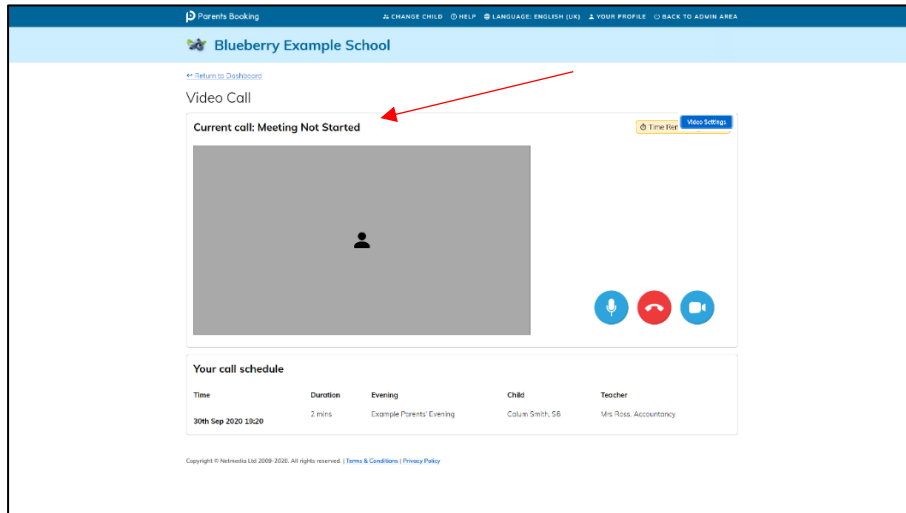 Parents Booking
CHANGE CHILD HELP LANGUAGE: ENGLISH (UK) YOUR PROFILE BACK TO ADMIN AREA
Blueberry Example School
Return to Dashboard
Video Call
Current call: Meeting Not Started
Time Rem
Video Settings
Your call schedule
Time Duration Evening Child Teacher
30th Sep 2020 19:20 2 mins Example Parents' Evening Calum Smith, S6 Mrs Ross, Accountancy
Copyright © Netmedia Ltd 2009-2020. All rights reserved. | Terms & Conditions | Privacy Policy